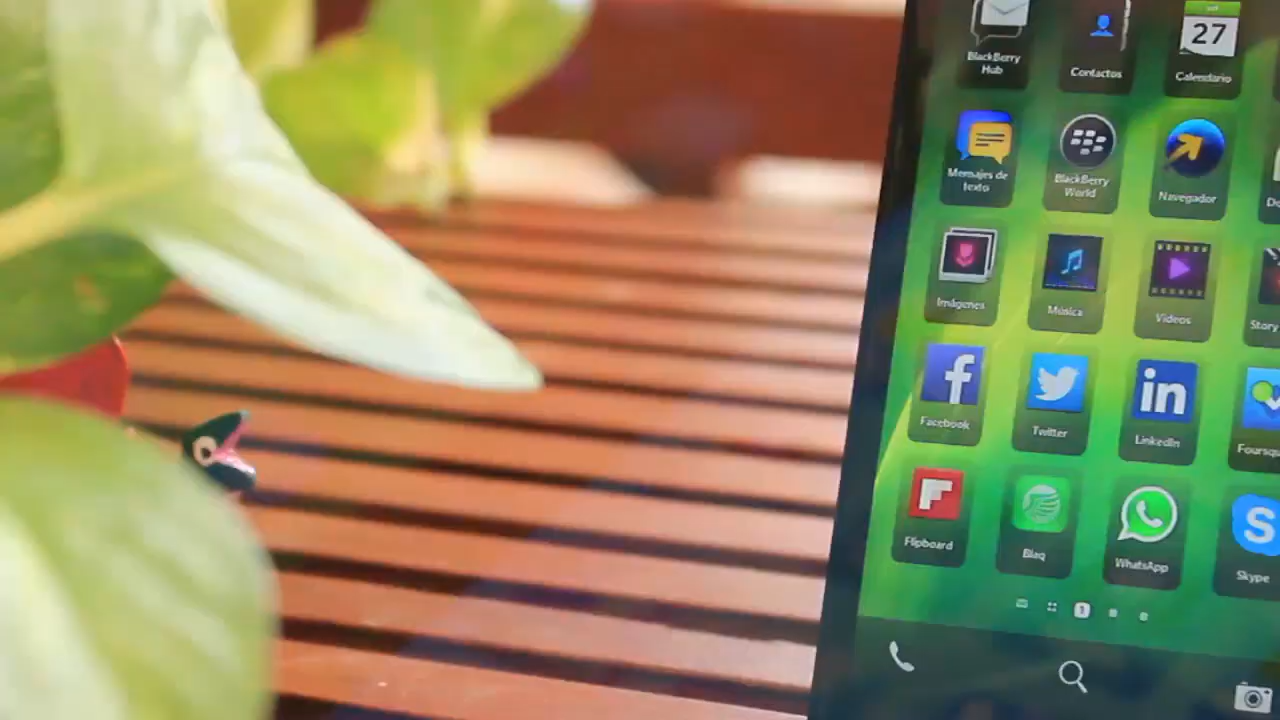 BlackBerry
Hub
Contactos
27
Calendario
Mensajes de
texto
BlackBerry
World
Navegador
Imágenes
Música
Vídeos
Story
Facebook
Twitter
in
LinkedIn
Flipboard
Blaq
WhatsApp
S
Skype